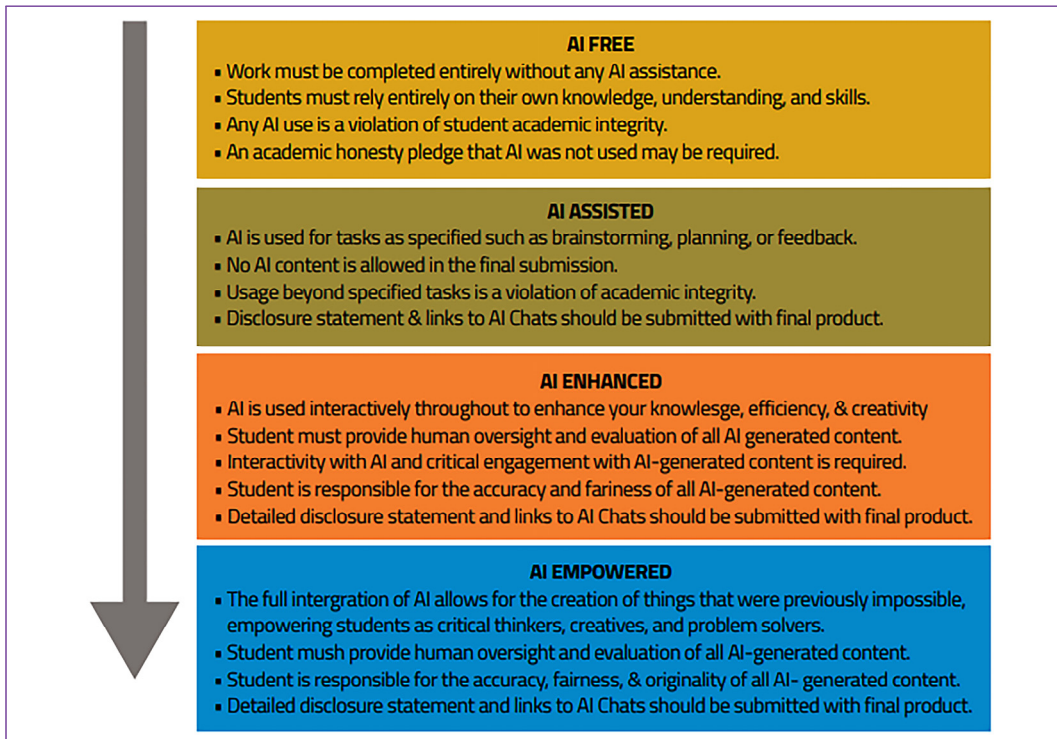 AI FREE
▪ Work must be completed entirely without any AI assistance.
▪ Students must rely entirely on their own knowledge, understanding, and skills.
▪ Any AI use is a violation of student academic integrity.
▪ An academic honesty pledge that AI was not used may be required.
AI ASSISTED
▪ AI is used for tasks as specified such as brainstorming, planning, or feedback.
▪ No AI content is allowed in the final submission.
▪ Usage beyond specified tasks is a violation of academic integrity.
▪ Disclosure statement & links to AI Chats should be submitted with final product.
AI ENHANCED
▪ AI is used interactively throughout to enhance your knowlesge, efficiency, & creativity
▪ Student must provide human oversight and evaluation of all AI generated content.
▪ Interactivity with AI and critical engagement with AI-generated content is required.
▪ Student is responsible for the accuracy and fariness of all AI-generated content.
▪ Detailed disclosure statement and links to AI Chats should be submitted with final product.
AI EMPOWERED
▪ The full intergration of AI allows for the creation of things that were previously impossible,
empowering students as critical thinkers, creatives, and problem solvers.
▪ Student mush provide human oversight and evaluation of all AI-generated content.
▪ Student is responsible for the accuracy, fairness, & originality of all AI- generated content.
▪ Detailed disclosure statement and links to AI Chats should be submitted with final product.